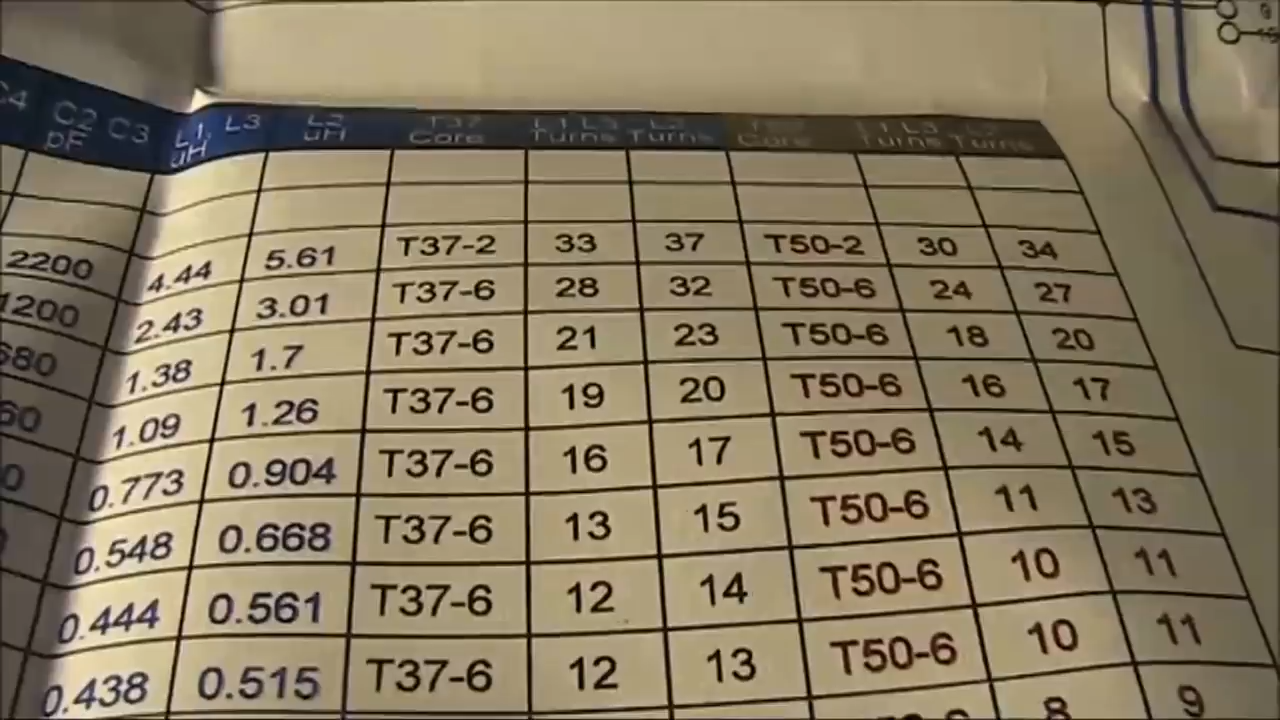 C4 C2 C3 pF L1, L3 uH L2 uH T37 Core L1 L3 Turns L2 Turns Core L1 L3 Turns Turns
2200 4.44 5.61 T37-2 33 37 T50-2 30 34
1200 2.43 3.01 T37-6 28 32 T50-6 24 27
680 1.38 1.7 T37-6 21 23 T50-6 18 20
60 1.09 1.26 T37-6 19 20 T50-6 16 17
0 0.773 0.904 T37-6 16 17 T50-6 14 15
0.548 0.668 T37-6 13 15 T50-6 11 13
0.444 0.561 T37-6 12 14 T50-6 10 11
0.438 0.515 T37-6 12 13 T50-6 10 11
8 9